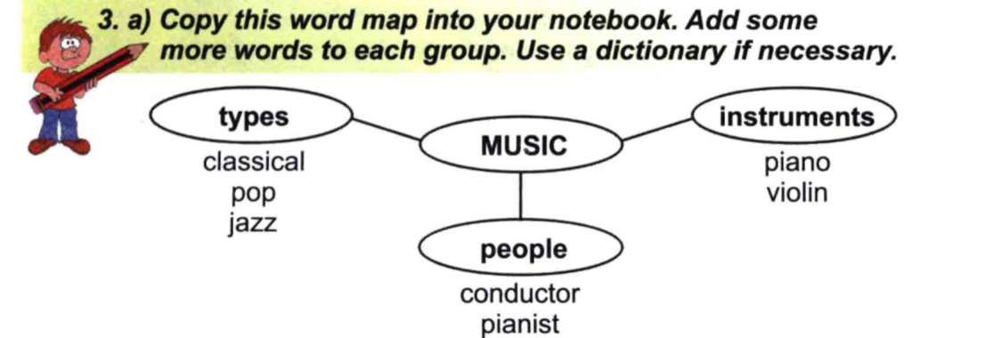 3. a) Copy this word map into your notebook. Add some
more words to each group. Use a dictionary if necessary.
types
MUSIC
instruments
classical
pop
jazz
piano
violin
people
conductor
pianist